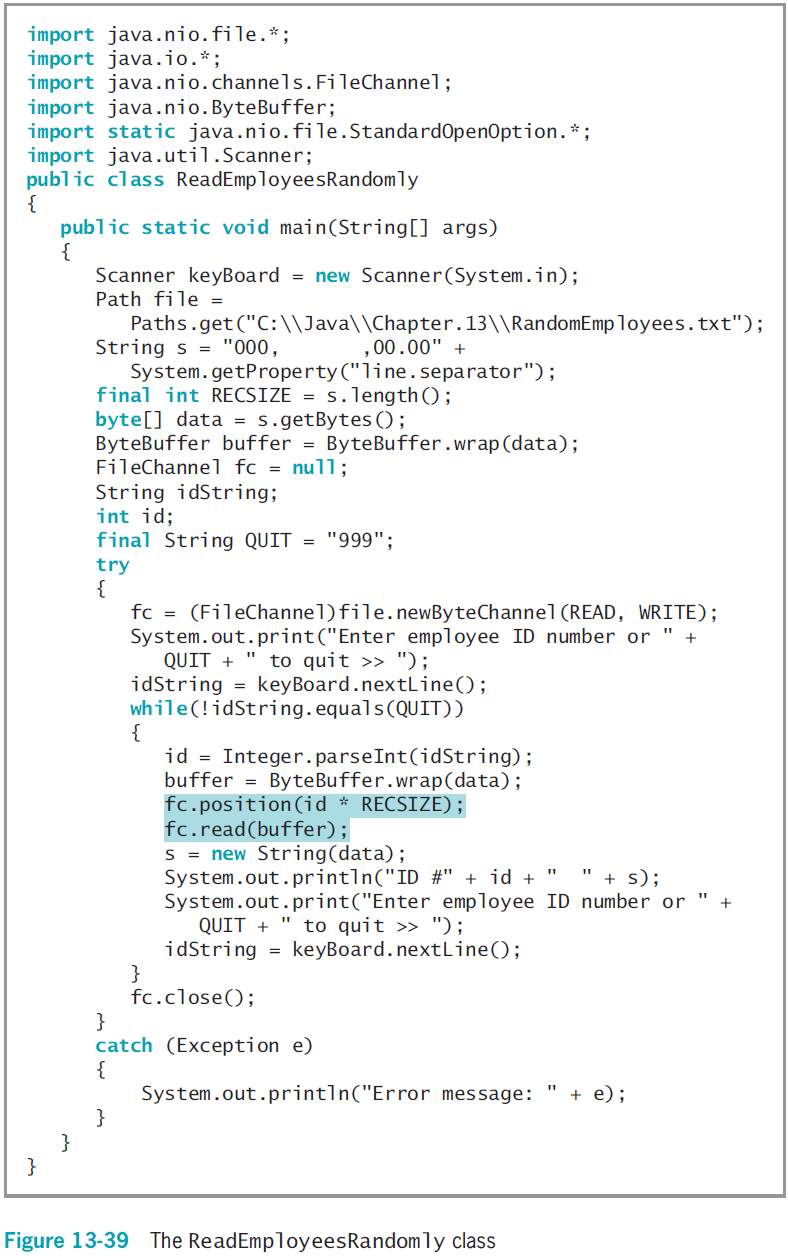 import java.nio.file.*;
import java.io.*;
import java.nio.channels.FileChannel;
import java.nio.ByteBuffer;
import static java.nio.file.StandardOpenOption.*;
import java.util.Scanner;
public class ReadEmployeesRandomly
{
   public static void main(String[] args)
   {
      Scanner keyBoard = new Scanner(System.in);
      Path file =
         Paths.get("C:\\Java\\Chapter.13\\RandomEmployees.txt");
      String s = "000,       ,00.00" +
         System.getProperty("line.separator");
      final int RECSIZE = s.length();
      byte[] data = s.getBytes();
      ByteBuffer buffer = ByteBuffer.wrap(data);
      FileChannel fc = null;
      String idString;
      int id;
      final String QUIT = "999";
      try
      {
         fc = (FileChannel)file.newByteChannel(READ, WRITE);
         System.out.print("Enter employee ID number or " +
            QUIT + " to quit >> ");
         idString = keyBoard.nextLine();
         while(!idString.equals(QUIT))
         {
            id = Integer.parseInt(idString);
            buffer = ByteBuffer.wrap(data);
            fc.position(id * RECSIZE);
            fc.read(buffer);
            s = new String(data);
            System.out.println("ID #" + id + "  " + s);
            System.out.print("Enter employee ID number or " +
               QUIT + " to quit >> ");
            idString = keyBoard.nextLine();
         }
         fc.close();
      }
      catch (Exception e)
      {
          System.out.println("Error message: " + e);
      }
   }
}
Figure 13-39 The ReadEmployeesRandomly class